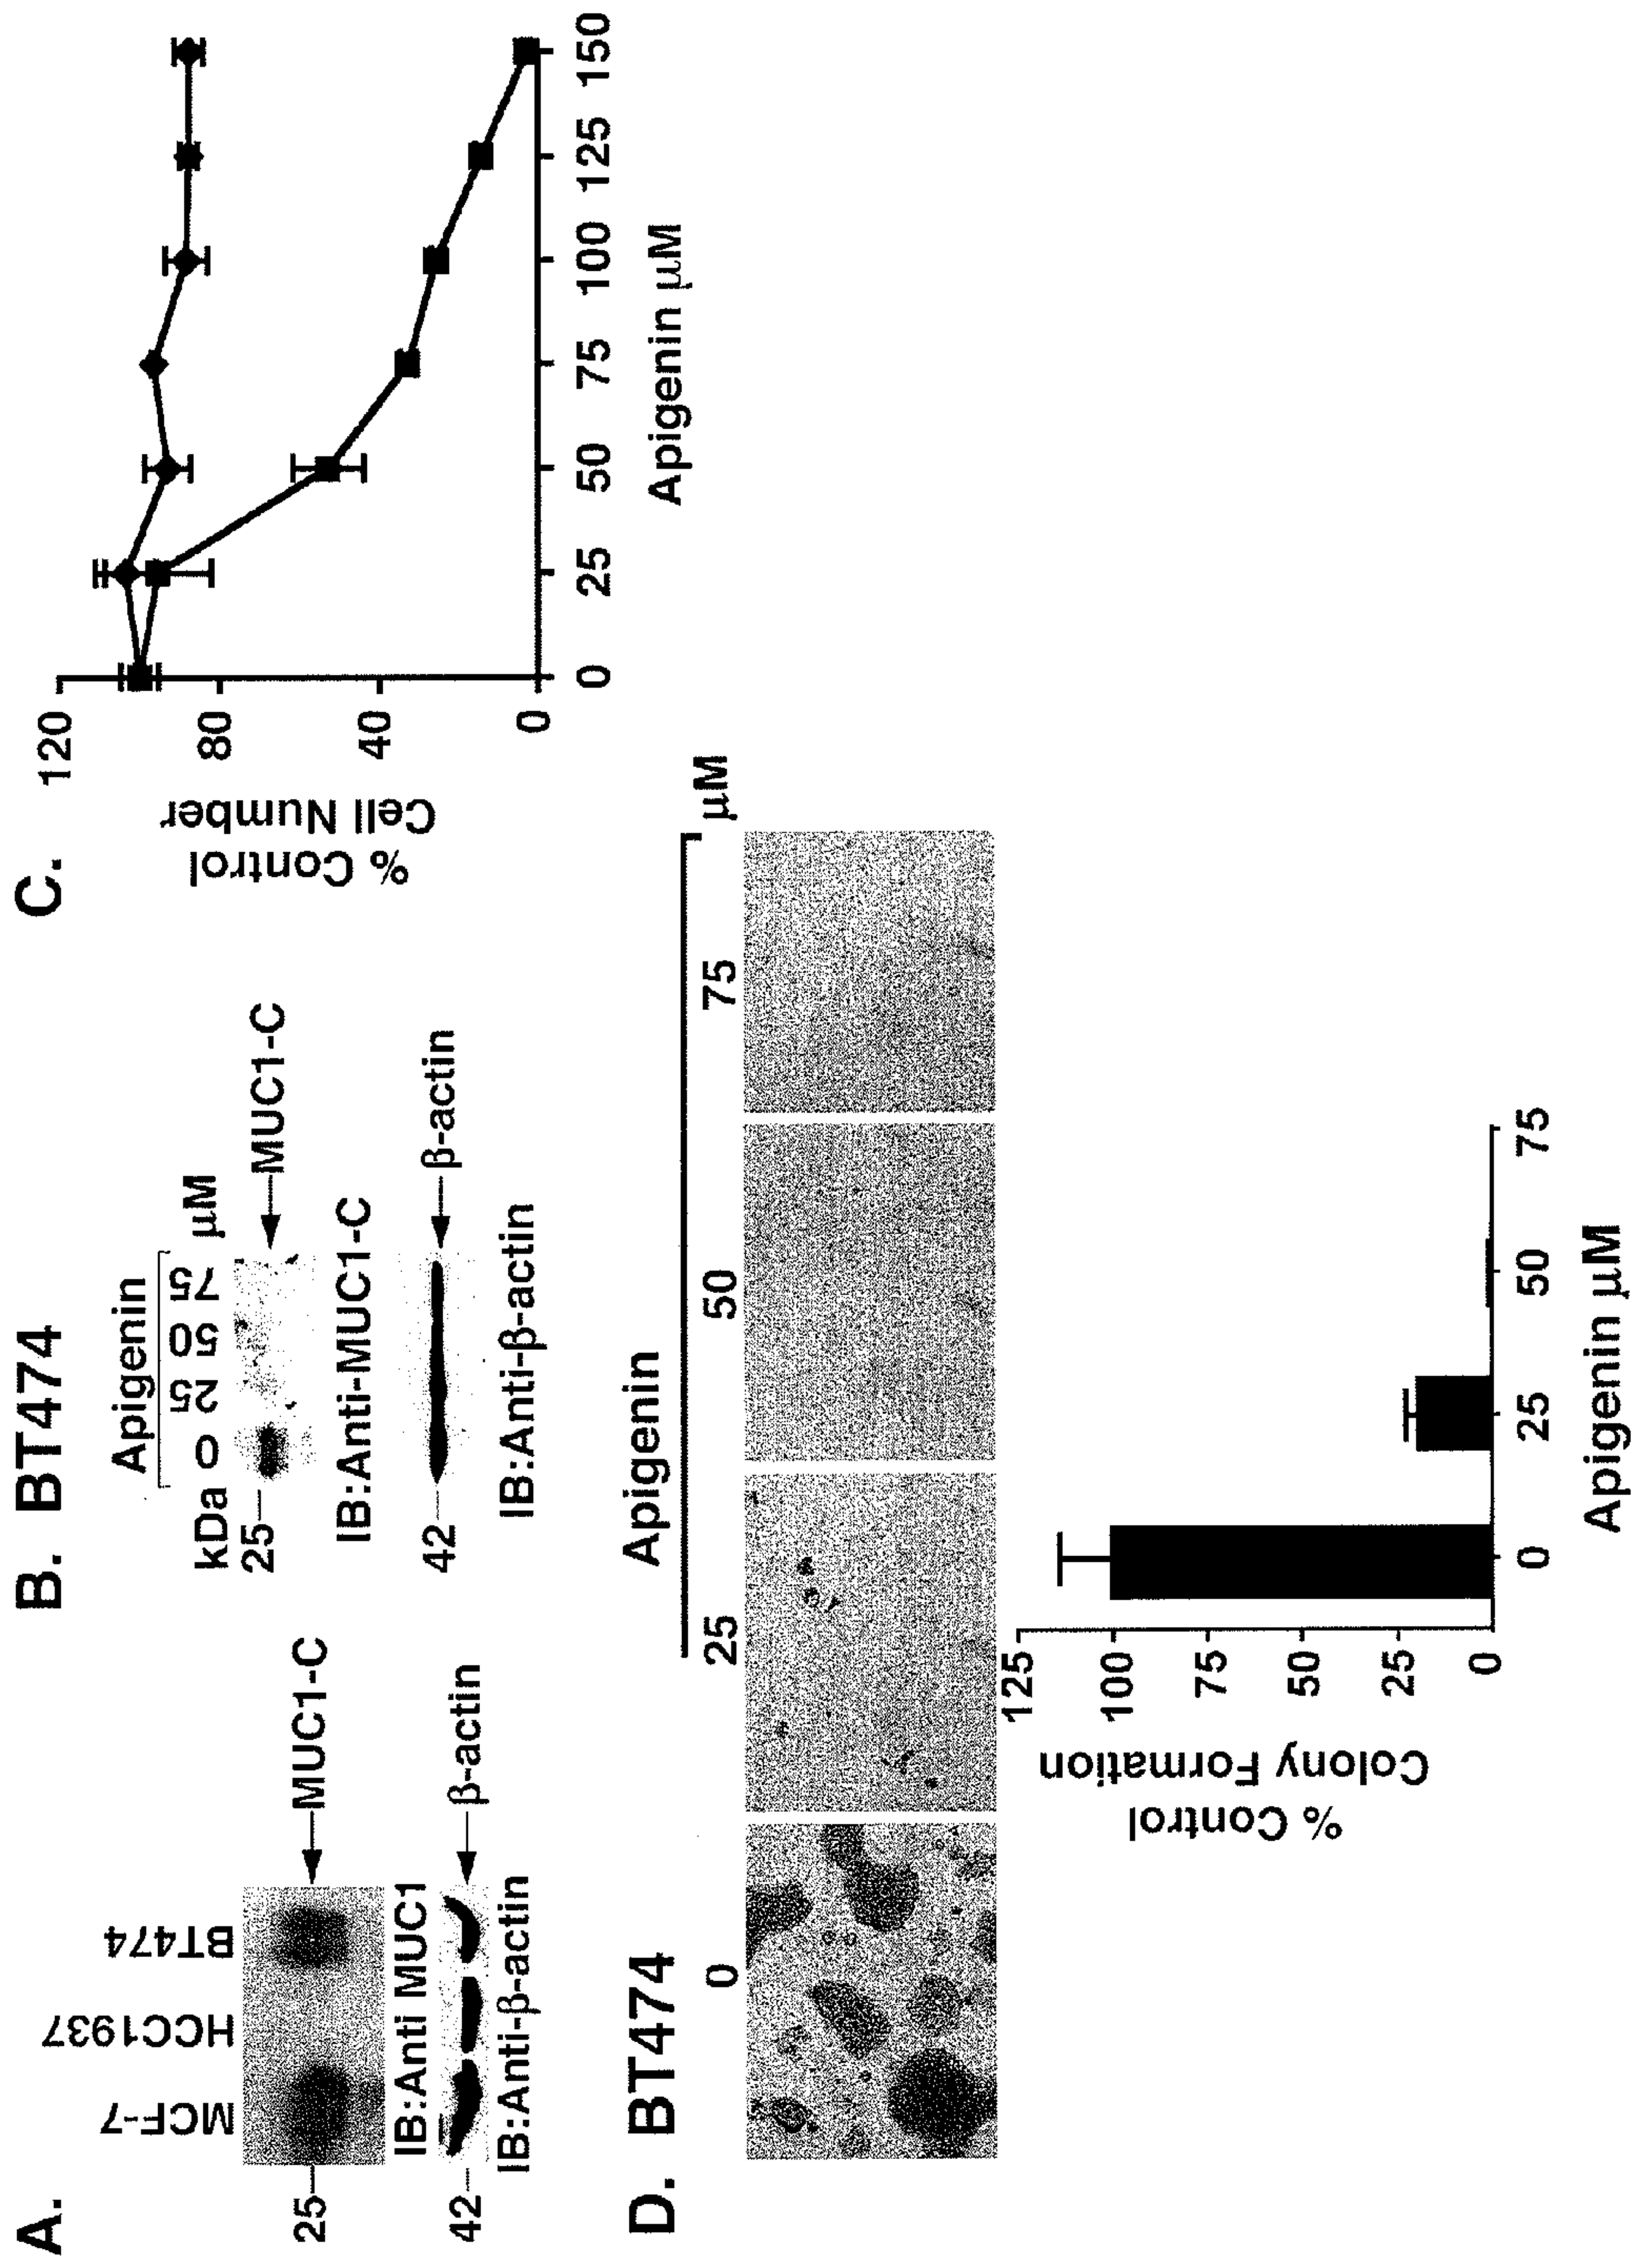 A.
MCF-7
HCC1937
BT474
25
MUC1-C
IB:Anti MUC1
42
β-actin
IB:Anti-β-actin
B. BT474
Apigenin
kDa 0 25 50 75 μM
25
MUC1-C
IB:Anti-MUC1-C
42
β-actin
IB:Anti-β-actin
C.
% Control
Cell Number
120
80
40
0
0 25 50 75 100 125 150
Apigenin μM
D. BT474
Apigenin
0 25 50 75 μM
% Control
Colony Formation
125
100
75
50
25
0
0 25 50 75
Apigenin μM